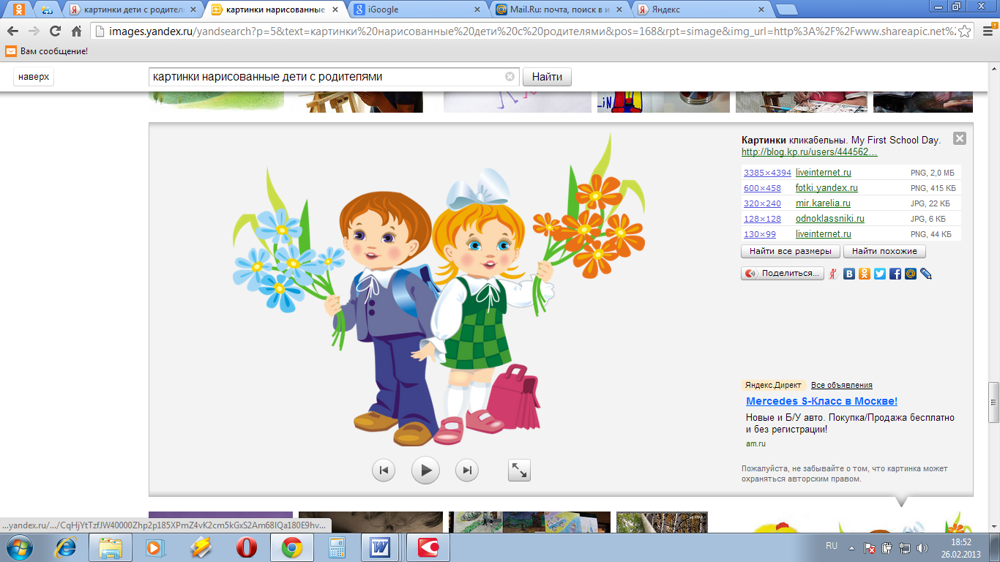 картинки дети с родител
картинки нарисованные
iGoogle
Mail.Ru: почта, поиск в и
Яндекс
images.yandex.ru/yandsearch?p=5&text=картинки%20нарисованные%20дети%20с%20родителями&pos=168&rpt=simage&img_url=http%3A%2F%2Fwww.shareapic.net%2
Вам сообщение!
наверх
картинки нарисованные дети с родителями
Найти
Картинки кликабельны. My First School Day.
http://blog.kp.ru/users/444562...
3385×4394 liveinternet.ru PNG, 2,0 МБ
600×458 fotki.yandex.ru PNG, 415 КБ
320×240 mir.karelia.ru JPG, 22 КБ
128×128 odnoklassniki.ru JPG, 6 КБ
130×99 liveinternet.ru PNG, 44 КБ
Найти все размеры Найти похожие
Поделиться...
Яндекс.Директ Все объявления
Mercedes S-Класс в Москве!
Новые и Б/У авто. Покупка/Продажа бесплатно
и без регистрации!
am.ru
Пожалуйста, не забывайте о том, что картинка может
охраняться авторским правом.
...yandex.ru/.../CqHjYtTzfJW40000Zhp2p185XPmZ4vK2cm5kGxS2Am68IQa180E9hv...
RU
18:52
26.02.2013